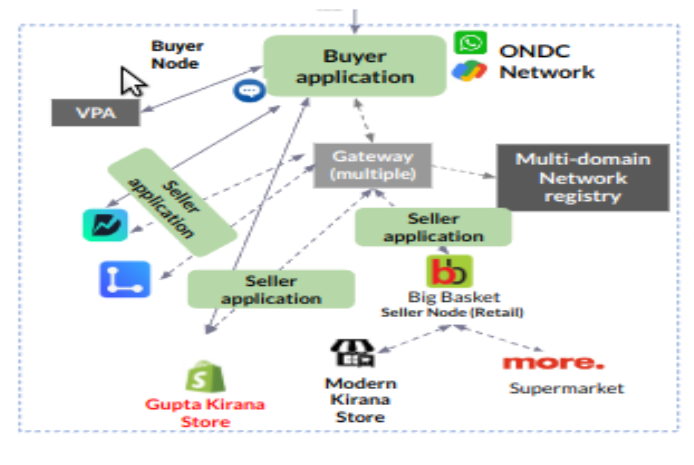 Buyer
Node
Buyer
application
ONDC
Network
VPA
Gateway
(multiple)
Multi-domain
Network
registry
Seller
application
Seller
application
Seller
application
bb
Big Basket
Seller Node (Retail)
S
Gupta Kirana
Store
Modern
Kirana
Store
more.
Supermarket